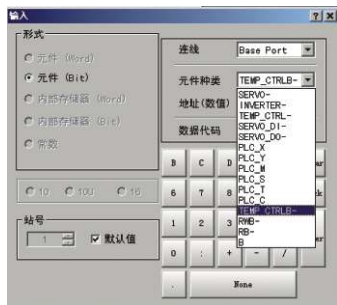 输入
形式
元件 (Word)
元件 (Bit)
内部存储器 (Word)
内部存储器 (Bit)
常数
10 100 16
站号
1 默认值
连线 Base Port
元件种类 TEMP_CTRLB-
地址(数值)
数据代码
SERVO-
INVERTER-
TEMP_CTRL-
SERVO_DI-
SERVO_DO-
PLC_X
PLC_Y
PLC_M
PLC_S
PLC_T
PLC_C
TEMP_CTRLB-
RWB-
RB-
B
B C D
6 7 8
1 2 3
0 : + - /
. None